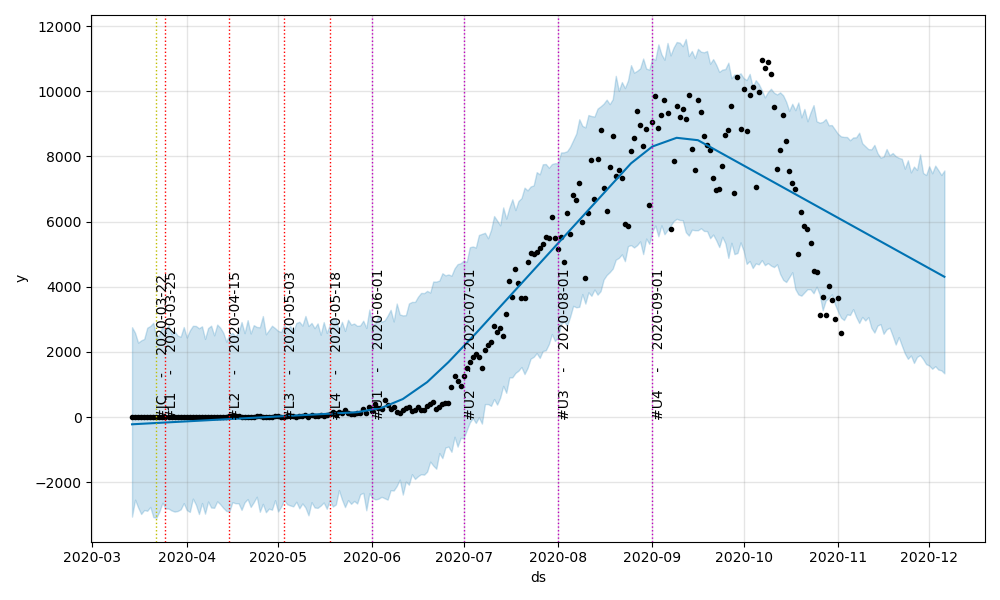 12000
10000
8000
6000
4000
2000
0
−2000
y
#JC - 2020-03-22
#L1 - 2020-03-25
#L2 - 2020-04-15
#L3 - 2020-05-03
#L4 - 2020-05-18
#U1 - 2020-06-01
#U2 - 2020-07-01
#U3 - 2020-08-01
#U4 - 2020-09-01
2020-03 2020-04 2020-05 2020-06 2020-07 2020-08 2020-09 2020-10 2020-11 2020-12
ds